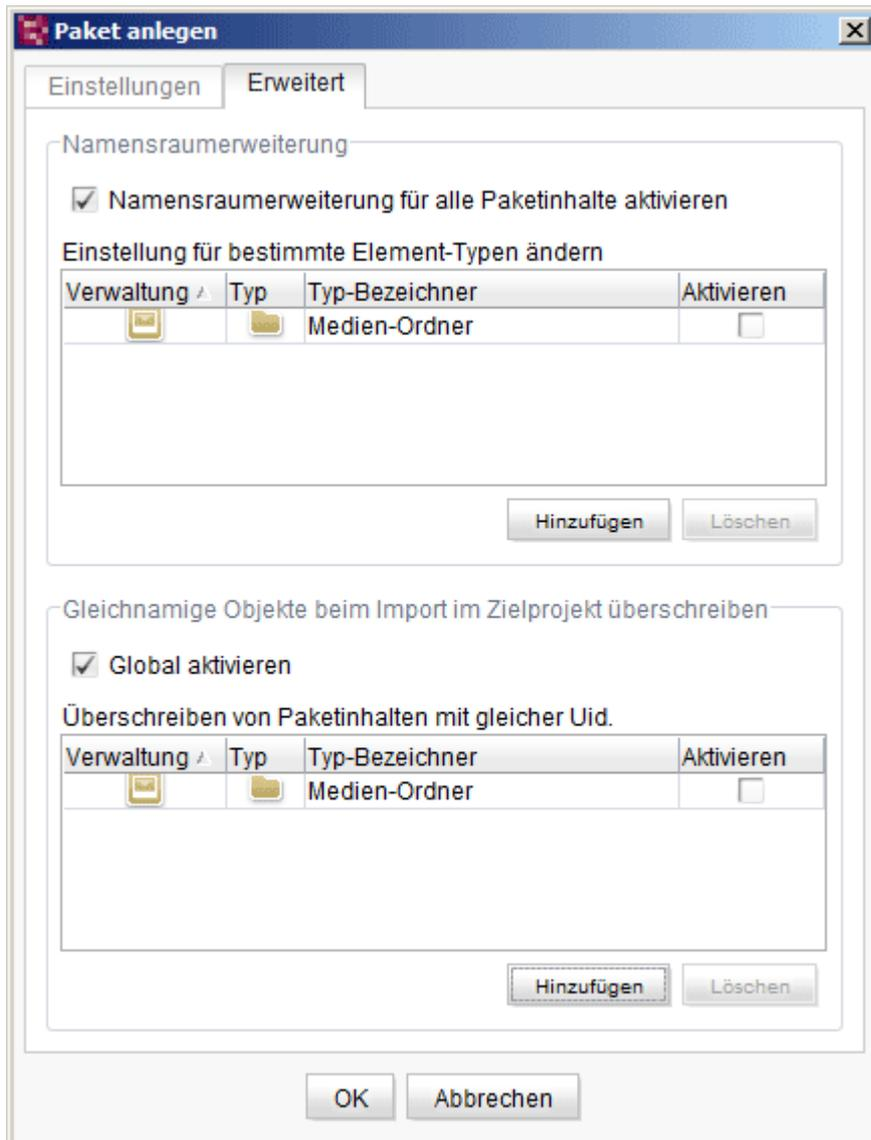 Paket anlegen
Einstellungen Erweitert
Namensraumerweiterung
Namensraumerweiterung für alle Paketinhalte aktivieren
Einstellung für bestimmte Element-Typen ändern
Verwaltung Typ Typ-Bezeichner Aktivieren
Medien-Ordner
Hinzufügen Löschen
Gleichnamige Objekte beim Import im Zielprojekt überschreiben
Global aktivieren
Überschreiben von Paketinhalten mit gleicher Uid.
Verwaltung Typ Typ-Bezeichner Aktivieren
Medien-Ordner
Hinzufügen Löschen
OK Abbrechen